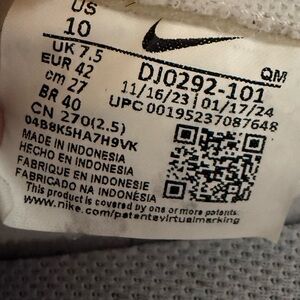 US
10
UK 7.5
EUR 42
cm 27
BR 40
CN 270(2.5)
04B8K5HA7H9VK
QM
DJ0292-101
11/16/23 | 01/17/24
UPC 00195237087648
MADE IN INDONESIA
HECHO EN INDONESIA
FABRIQUE EN INDONESIE
FABRICADO NA INDONÉSIA
This product is covered by one or more patents.
www.nike.com/patentsvirtualmarking